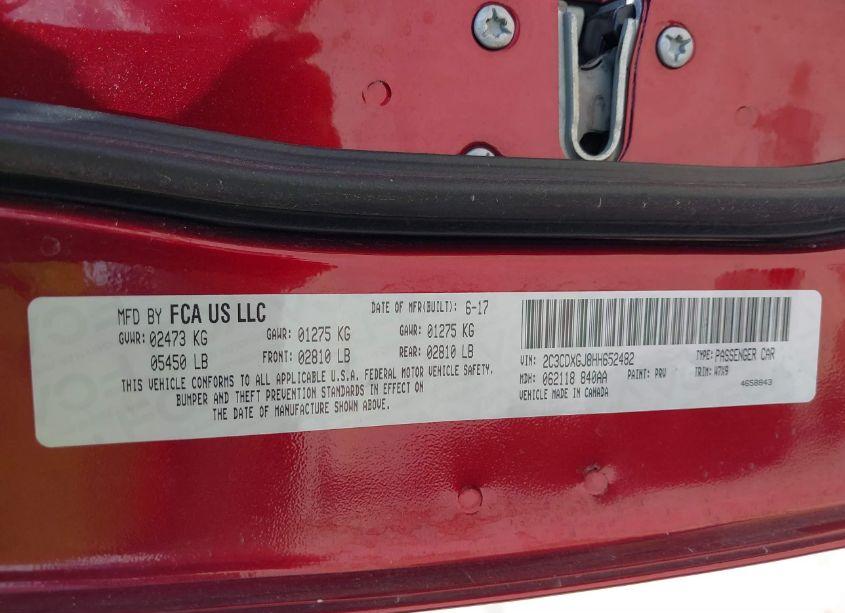 MFD BY FCA US LLC
DATE OF MFR(BUILT): 6-17
GVWR: 02473 KG GAWR: 01275 KG GAWR: 01275 KG
05450 LB FRONT: 02810 LB REAR: 02810 LB
THIS VEHICLE CONFORMS TO ALL APPLICABLE U.S.A. FEDERAL MOTOR VEHICLE SAFETY,
BUMPER AND THEFT PREVENTION STANDARDS IN EFFECT ON
THE DATE OF MANUFACTURE SHOWN ABOVE.
VIN: 2C3CDXGJ8HH652482 TYPE: PASSENGER CAR
MDH: 062118 840AA PAINT: PRV TRIM: W7X9
VEHICLE MADE IN CANADA 4658843